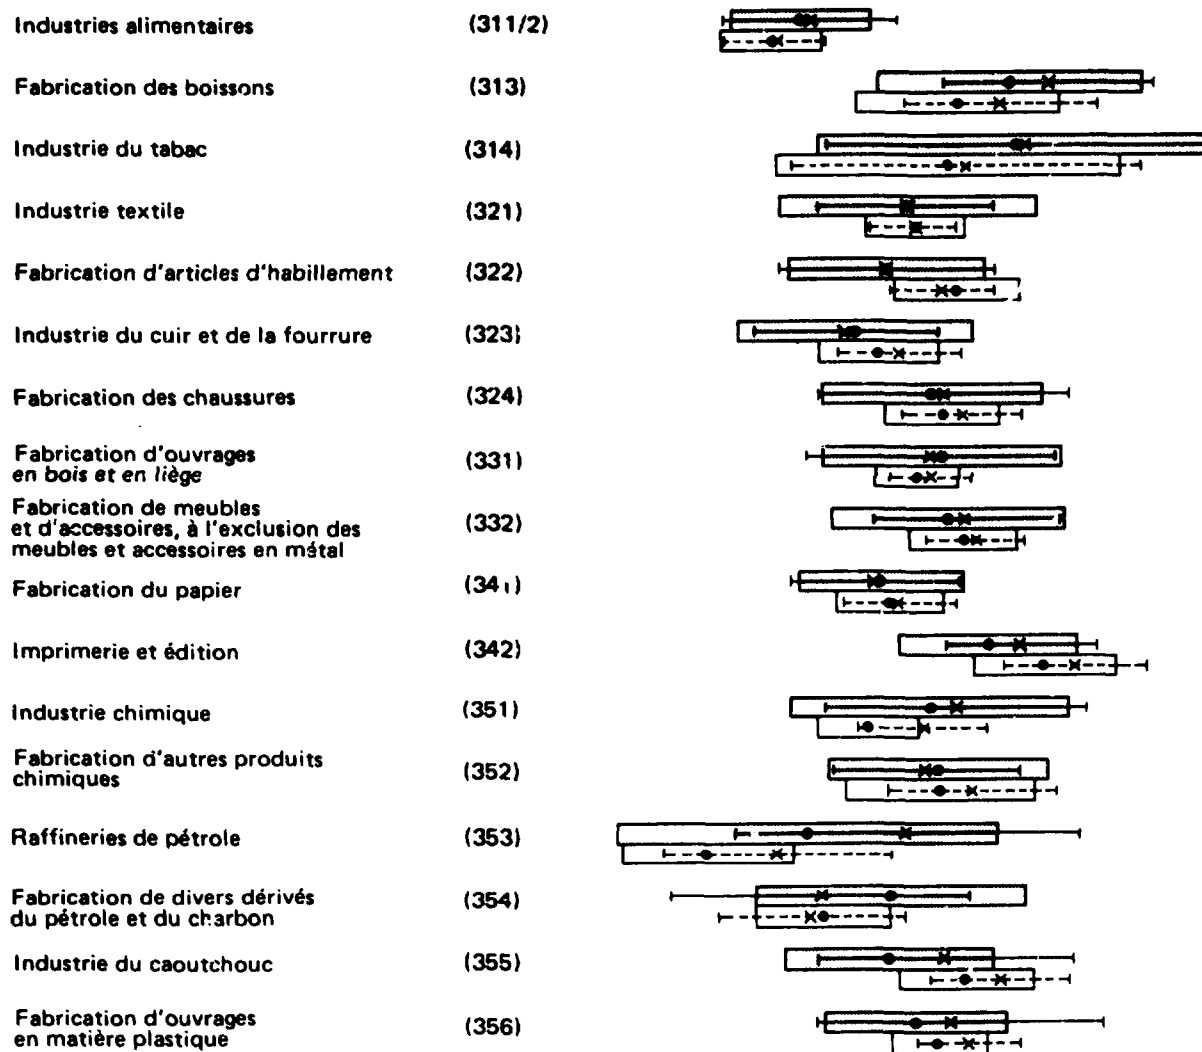 Industries alimentaires (311/2)
Fabrication des boissons (313)
Industrie du tabac (314)
Industrie textile (321)
Fabrication d'articles d'habillement (322)
Industrie du cuir et de la fourrure (323)
Fabrication des chaussures (324)
Fabrication d'ouvrages
en bois et en liège (331)
Fabrication de meubles
et d'accessoires, à l'exclusion des
meubles et accessoires en métal (332)
Fabrication du papier (341)
Imprimerie et édition (342)
Industrie chimique (351)
Fabrication d'autres produits
chimiques (352)
Raffineries de pétrole (353)
Fabrication de divers dérivés
du pétrole et du charbon (354)
Industrie du caoutchouc (355)
Fabrication d'ouvrages
en matière plastique (356)